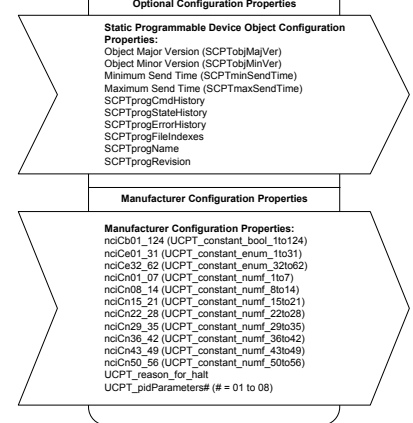 Optional Configuration Properties
Static Programmable Device Object Configuration
Properties:
Object Major Version (SCPTobjMajVer)
Object Minor Version (SCPTobjMinVer)
Minimum Send Time (SCPTminSendTime)
Maximum Send Time (SCPTmaxSendTime)
SCPTprogCmdHistory
SCPTprogStateHistory
SCPTprogErrorHistory
SCPTprogFileIndexes
SCPTprogName
SCPTprogRevision
Manufacturer Configuration Properties
Manufacturer Configuration Properties:
nciCb01_124 (UCPT_constant_bool_1to124)
nciCe01_31 (UCPT_constant_enum_1to31)
nciCe32_62 (UCPT_constant_enum_32to62)
nciCn01_07 (UCPT_constant_numf_1to7)
nciCn08_14 (UCPT_constant_numf_8to14)
nciCn15_21 (UCPT_constant_numf_15to21)
nciCn22_28 (UCPT_constant_numf_22to28)
nciCn29_35 (UCPT_constant_numf_29to35)
nciCn36_42 (UCPT_constant_numf_36to42)
nciCn43_49 (UCPT_constant_numf_43to49)
nciCn50_56 (UCPT_constant_numf_50to56)
UCPT_reason_for_halt
UCPT_pidParameters# (# = 01 to 08)